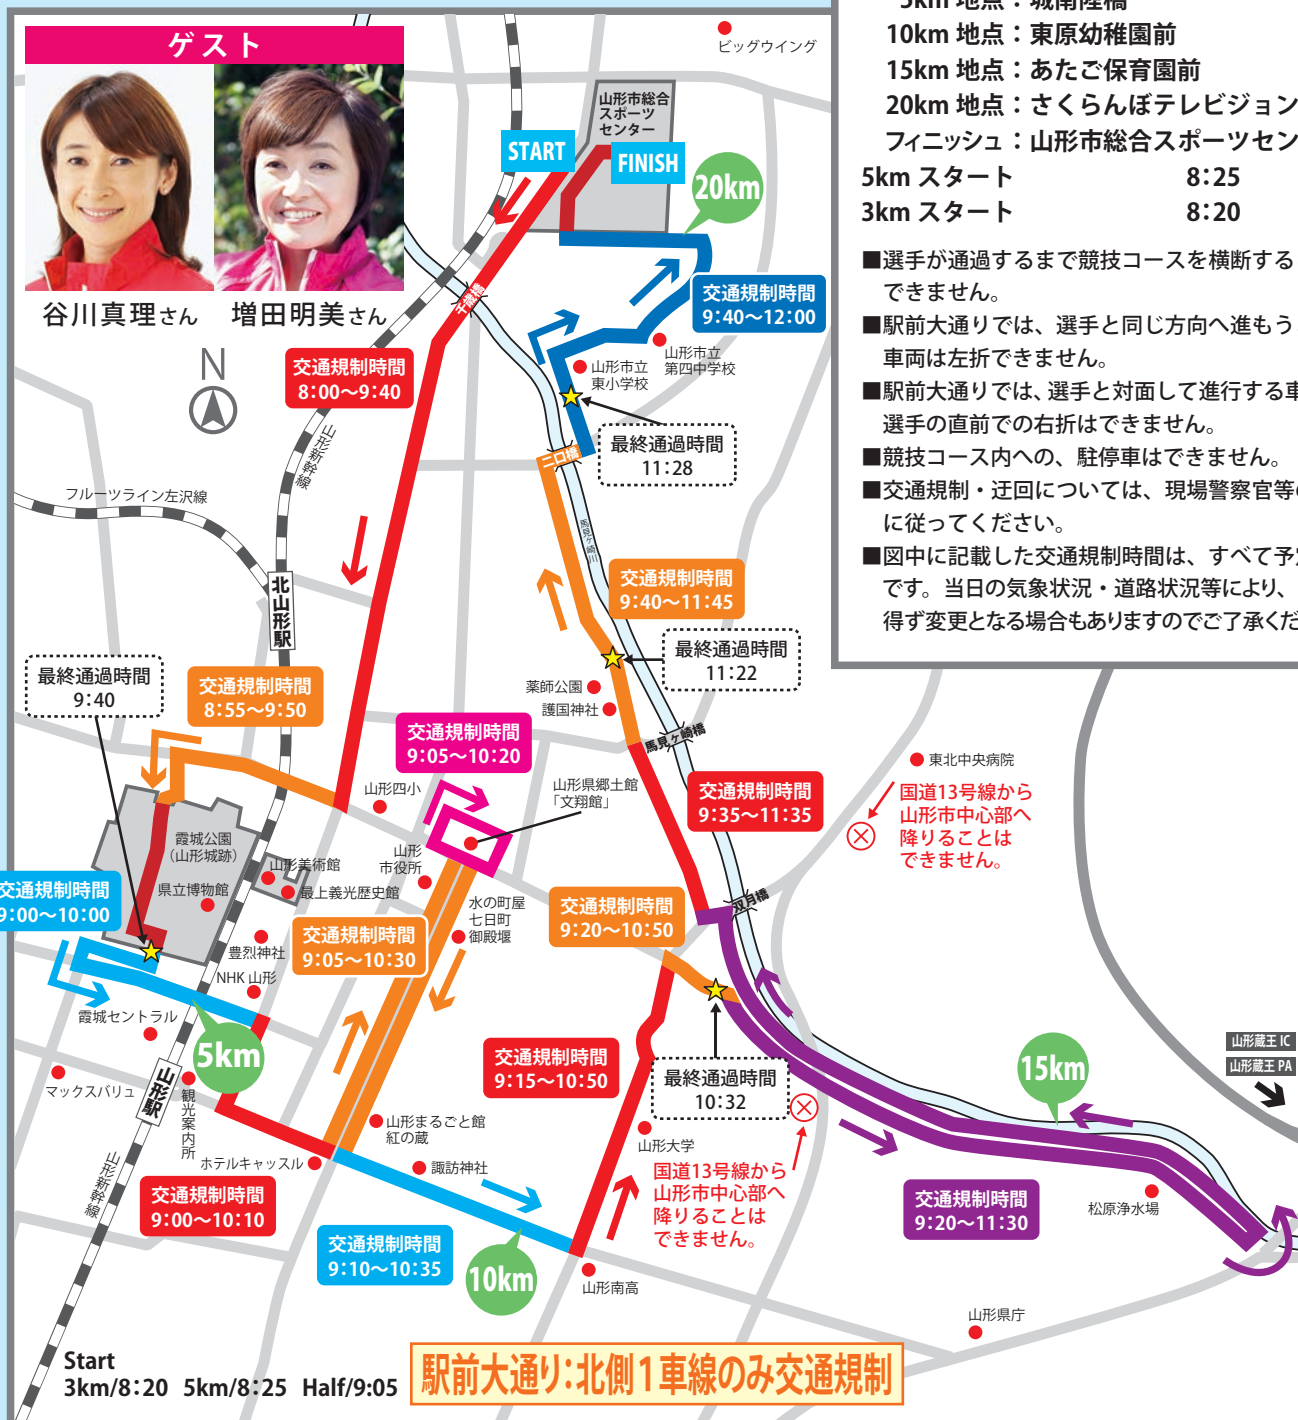 ゲスト
谷川真理さん
増田明美さん
N
ビッグウイング
山形市総合
スポーツ
センター
START
FINISH
20km
5km 地点：城南陸橋
10km 地点：東原幼稚園前
15km 地点：あたご保育園前
20km 地点：さくらんぼテレビジョン
フィニッシュ：山形市総合スポーツセン
5km スタート 8:25
3km スタート 8:20
■選手が通過するまで競技コースを横断する
できません。
■駅前大通りでは、選手と同じ方向へ進もう
車両は左折できません。
■駅前大通りでは、選手と対面して進行する車
選手の直前での右折はできません。
■競技コース内への、駐停車はできません。
■交通規制・迂回については、現場警察官等の
に従ってください。
■図中に記載した交通規制時間は、すべて予定
です。当日の気象状況・道路状況等により、
得ず変更となる場合もありますのでご了承くだ
千歳橋
交通規制時間
9:40〜12:00
山形市立
第四中学校
山形市立
東小学校
交通規制時間
8:00〜9:40
最終通過時間
11:28
二口橋
山形新幹線
フルーツライン左沢線
馬見ヶ崎川
北山形駅
交通規制時間
9:40〜11:45
最終通過時間
11:22
最終通過時間
9:40
交通規制時間
8:55〜9:50
薬師公園
護国神社
馬見ヶ崎橋
交通規制時間
9:05〜10:20
山形四小
山形県郷土館
「文翔館」
交通規制時間
9:35〜11:35
東北中央病院
国道13号線から
山形市中心部へ
降りることは
できません。
霞城公園
（山形城跡）
山形美術館
最上義光歴史館
県立博物館
山形
市役所
水の町屋
七日町
御殿堰
交通規制時間
9:00〜10:00
豊烈神社
NHK 山形
交通規制時間
9:05〜10:30
交通規制時間
9:20〜10:50
双月橋
霞城セントラル
5km
マックスバリュ
山形駅
観光案内所
交通規制時間
9:15〜10:50
最終通過時間
10:32
15km
山形蔵王 IC
山形蔵王 PA
山形まるごと館
紅の蔵
山形大学
ホテルキャッスル
諏訪神社
山形新幹線
国道13号線から
山形市中心部へ
降りることは
できません。
交通規制時間
9:00〜10:10
交通規制時間
9:20〜11:30
松原浄水場
交通規制時間
9:10〜10:35
10km
山形南高
山形県庁
Start
3km/8:20 5km/8:25 Half/9:05
駅前大通り：北側１車線のみ交通規制